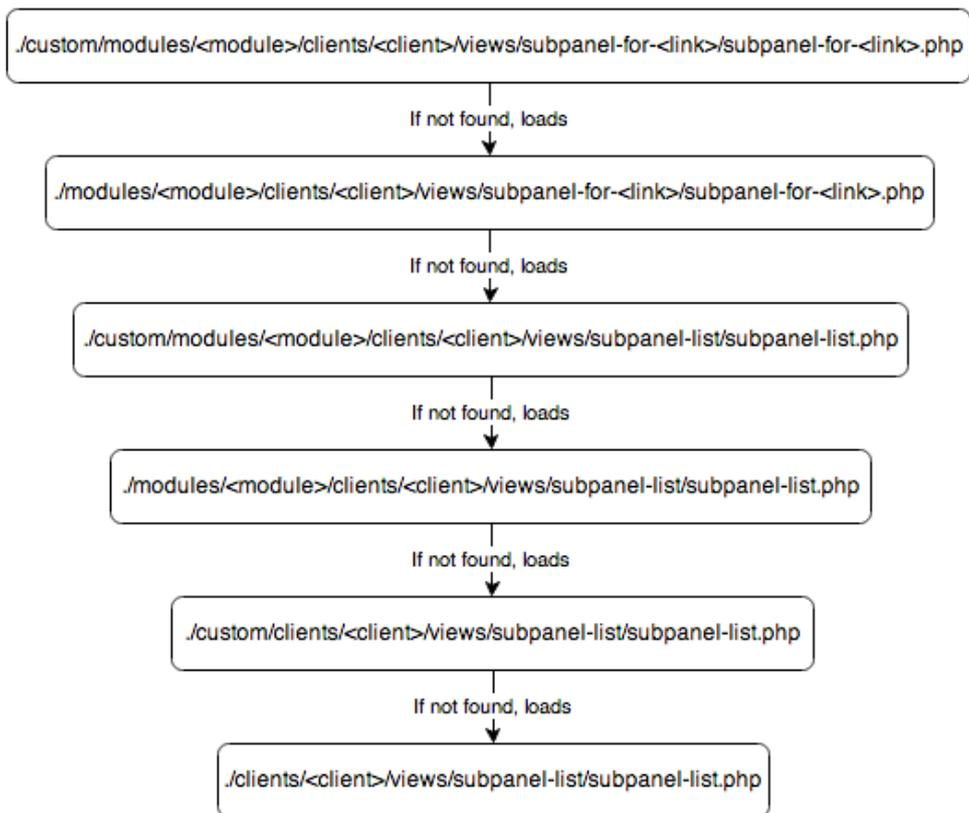 ./custom/modules/<module>/clients/<client>/views/subpanel-for-<link>/subpanel-for-<link>.php
If not found, loads
./modules/<module>/clients/<client>/views/subpanel-for-<link>/subpanel-for-<link>.php
If not found, loads
./custom/modules/<module>/clients/<client>/views/subpanel-list/subpanel-list.php
If not found, loads
./modules/<module>/clients/<client>/views/subpanel-list/subpanel-list.php
If not found, loads
./custom/clients/<client>/views/subpanel-list/subpanel-list.php
If not found, loads
./clients/<client>/views/subpanel-list/subpanel-list.php